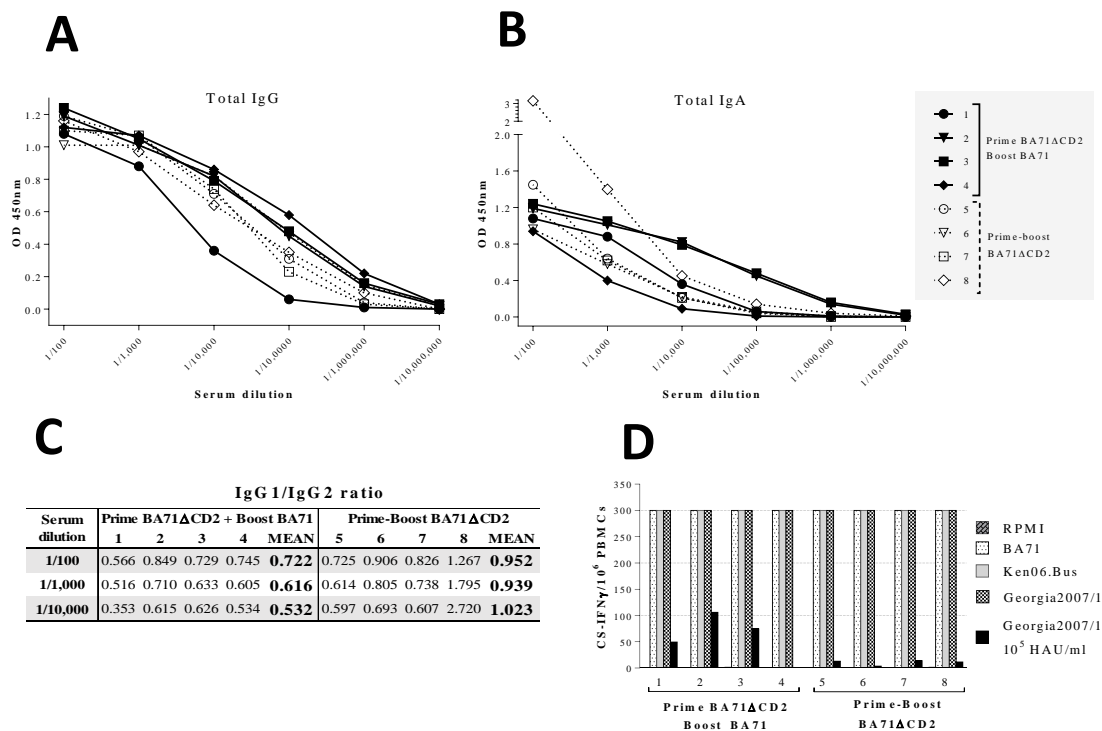 A
B
Total IgG
OD 450nm
1.2
1.0
0.8
0.6
0.4
0.2
0.0
1/100
1/1,000
1/10,000
1/10,0000
1/1,000,000
1/10,000,000
Serum dilution
Total IgA
OD 450nm
3
2
2.0
1.6
1.2
0.8
0.4
0.0
1/100
1/1,000
1/10,000
1/100,000
1/1,000,000
1/10,000,000
Serum dilution
1
2
3
4
Prime BA71ΔCD2
Boost BA71
5
6
7
8
Prime-boost
BA71ΔCD2
C
IgG1/IgG2 ratio
Serum dilution Prime BA71ΔCD2 + Boost BA71 Prime-Boost BA71ΔCD2
1 2 3 4 MEAN 5 6 7 8 MEAN
1/100 0.566 0.849 0.729 0.745 0.722 0.725 0.906 0.826 1.267 0.952
1/1,000 0.516 0.710 0.633 0.605 0.616 0.614 0.805 0.738 1.795 0.939
1/10,000 0.353 0.615 0.626 0.534 0.532 0.597 0.693 0.607 2.720 1.023
D
CS-IFNγ/10⁶ PBMCs
350
300
200
100
50
0
1 2 3 4 5 6 7 8
Prime BA71ΔCD2
Boost BA71
Prime-Boost
BA71ΔCD2
RPMI
BA71
Ken06.Bus
Georgia2007/1
Georgia2007/1
10⁵ HAU/ml